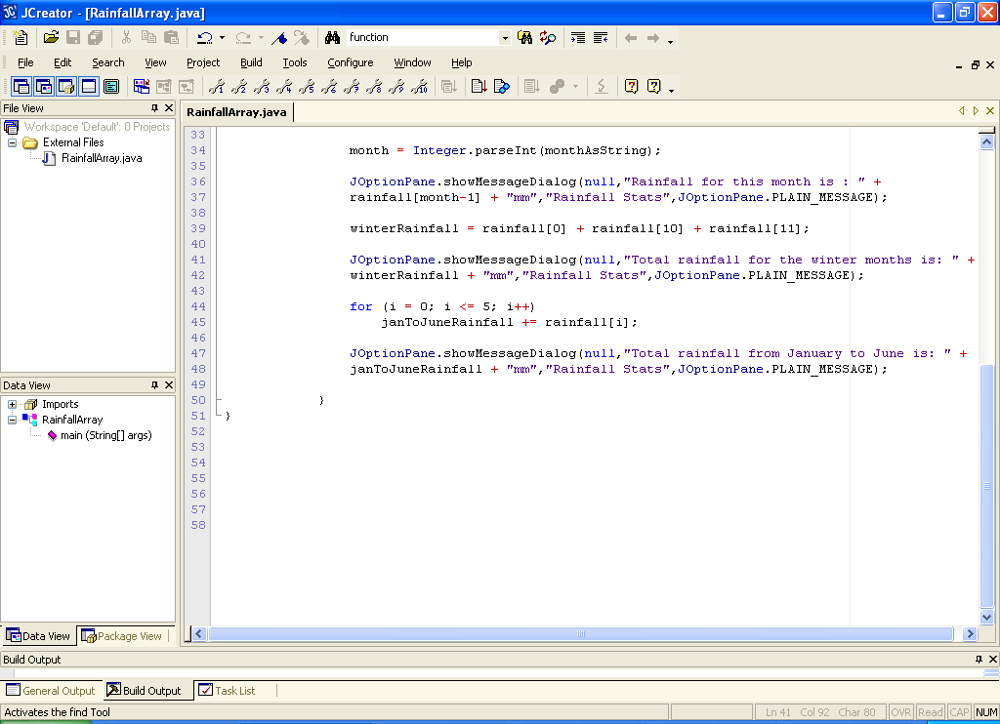 JCreator - [RainfallArray.java]
function
File Edit Search View Project Build Tools Configure Window Help
File View
RainfallArray.java
Workspace 'Default': 0 Projects
External Files
RainfallArray.java
33
34 month = Integer.parseInt(monthAsString);
35
36 JOptionPane.showMessageDialog(null,"Rainfall for this month is : " +
37 rainfall[month-1] + "mm","Rainfall Stats",JOptionPane.PLAIN_MESSAGE);
38
39 winterRainfall = rainfall[0] + rainfall[10] + rainfall[11];
40
41 JOptionPane.showMessageDialog(null,"Total rainfall for the winter months is: " +
42 winterRainfall + "mm","Rainfall Stats",JOptionPane.PLAIN_MESSAGE);
43
44 for (i = 0; i <= 5; i++)
45 janToJuneRainfall += rainfall[i];
46
47 JOptionPane.showMessageDialog(null,"Total rainfall from January to June is: " +
48 janToJuneRainfall + "mm","Rainfall Stats",JOptionPane.PLAIN_MESSAGE);
49
50 }
51 }
52
53
54
55
56
57
58
Data View
Imports
RainfallArray
main (String[] args)
Data View Package View
Build Output
General Output Build Output Task List
Activates the find Tool
Ln 41 Col 92 Char 80 OVR Read CAP NUM